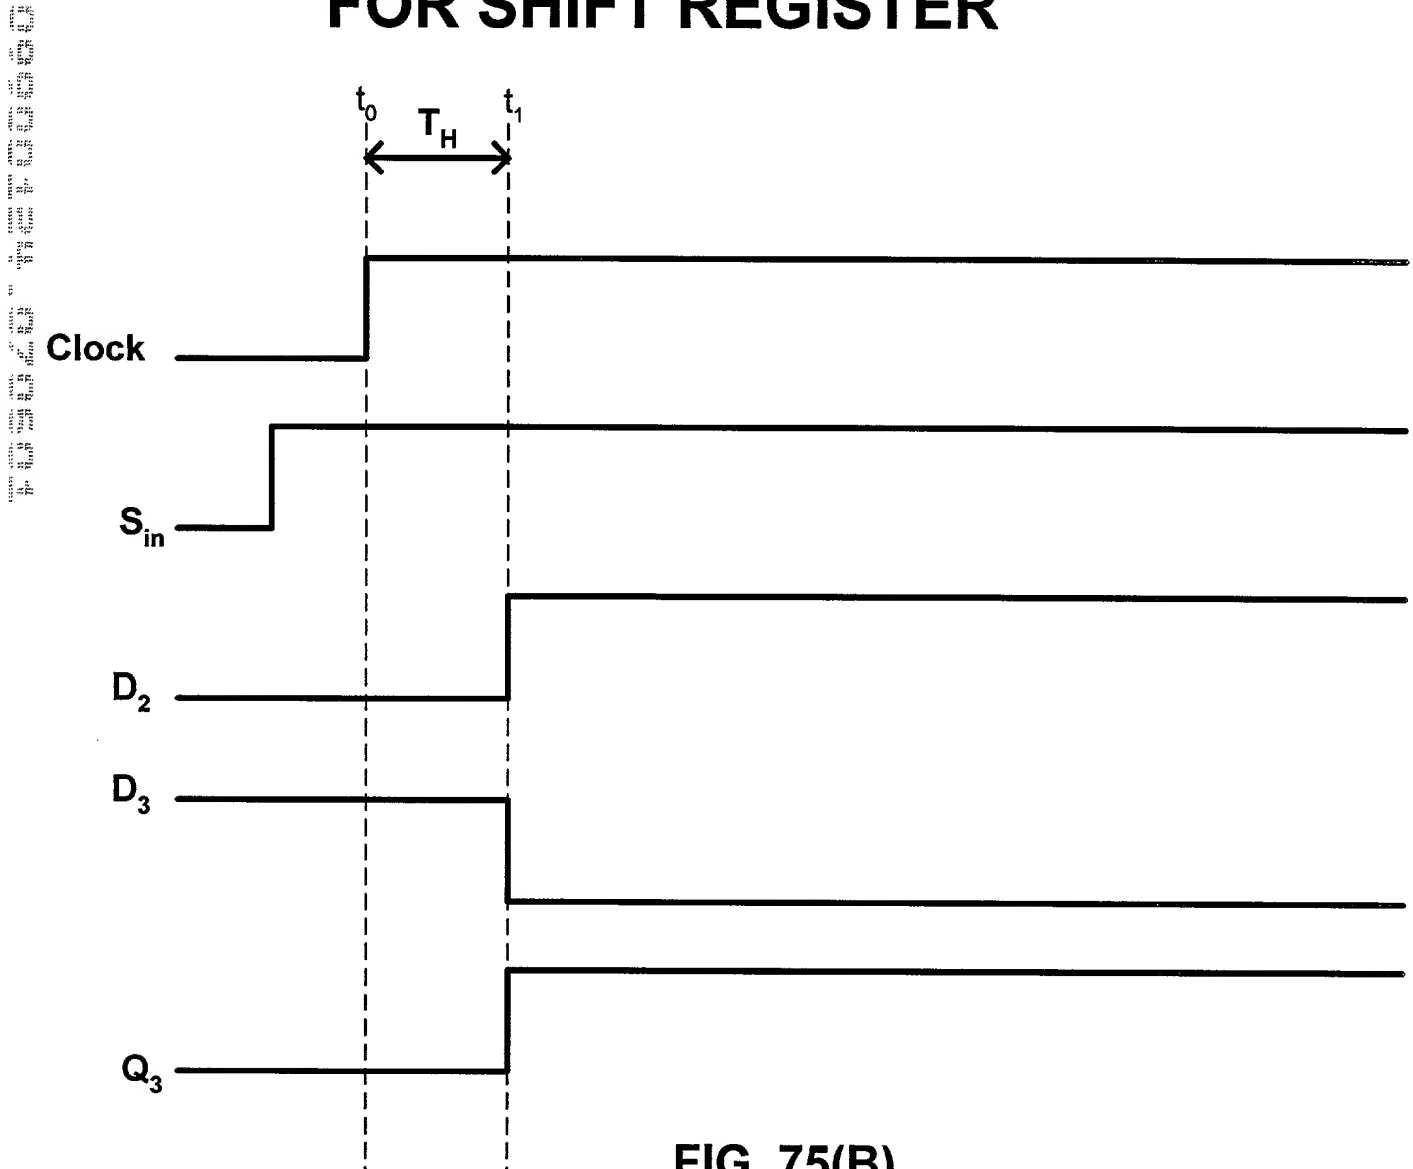 FOR SHIFT REGISTER
t0
TH
t1
Clock
Sin
D2
D3
Q3
FIG. 75(B)